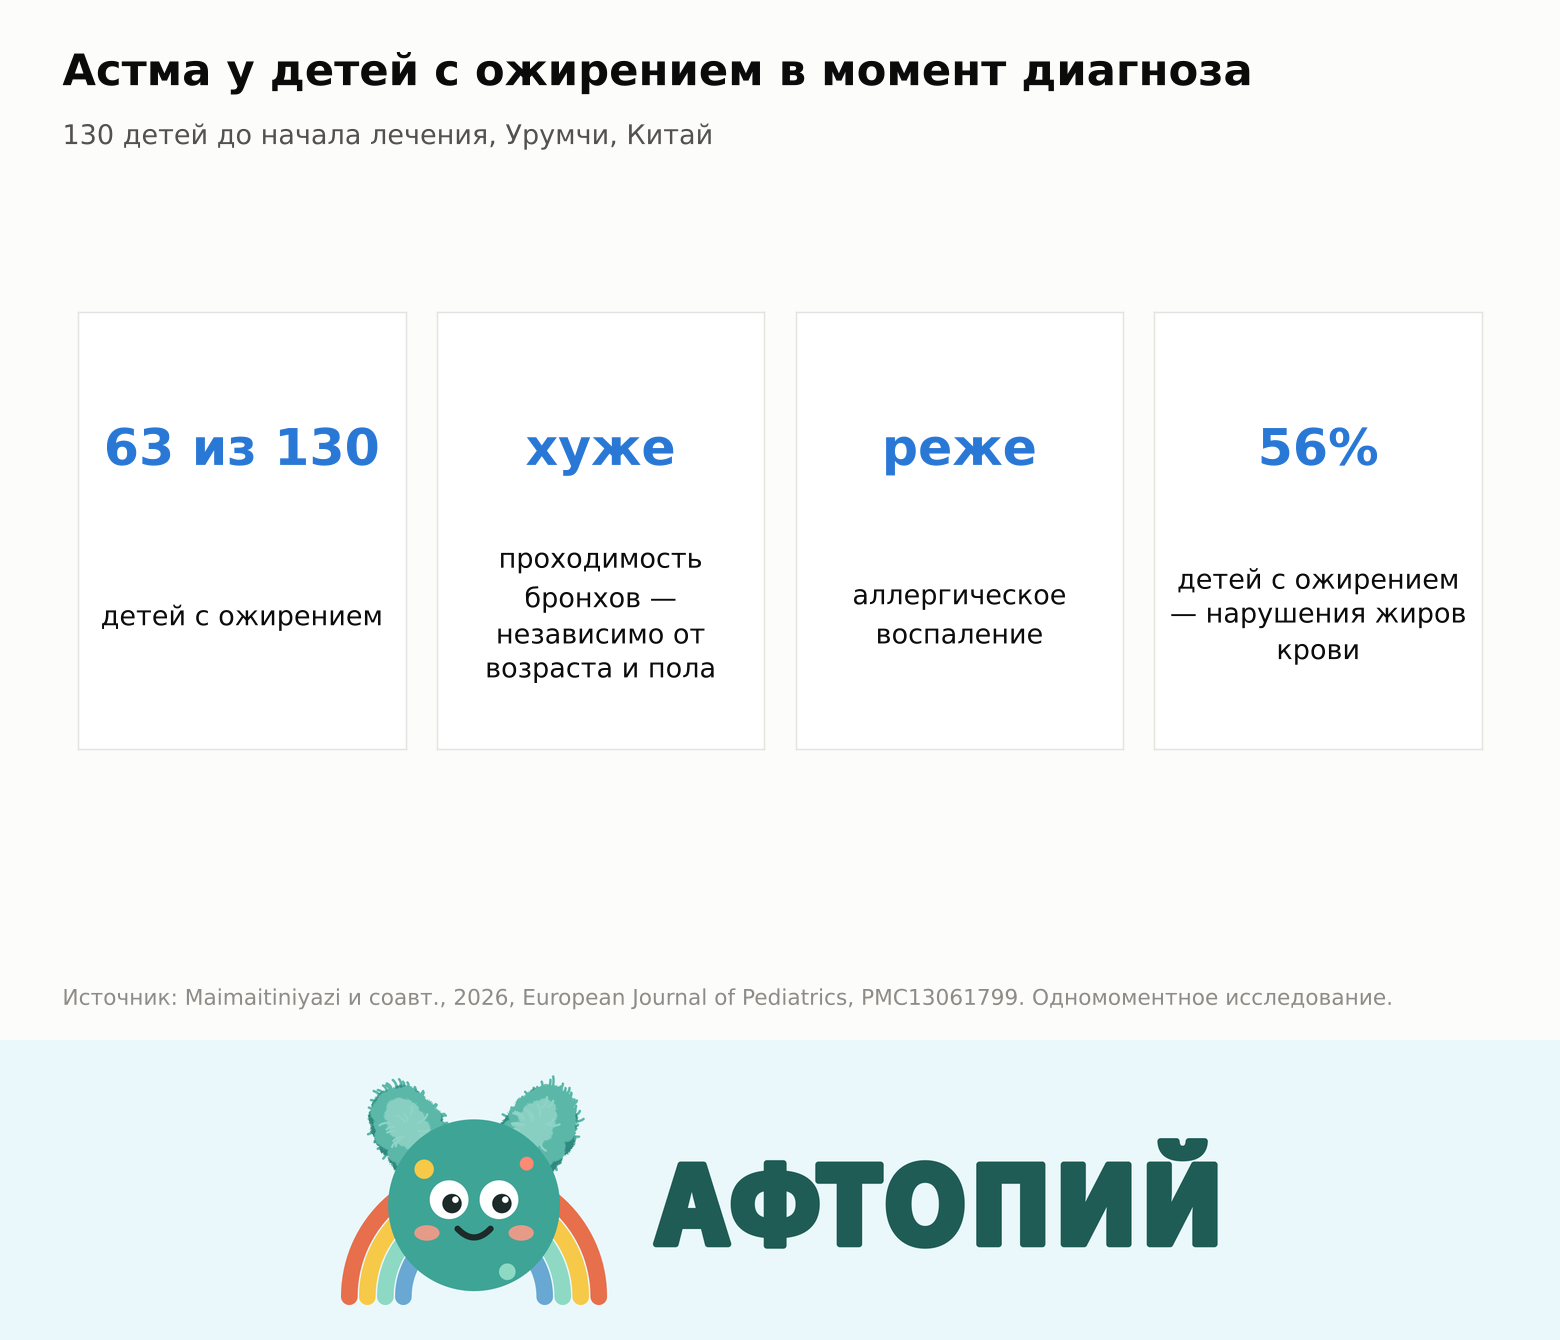 Астма у детей с ожирением в момент диагноза
130 детей до начала лечения, Урумчи, Китай
63 из 130
детей с ожирением
хуже
проходимость
бронхов —
независимо от
возраста и пола
реже
аллергическое
воспаление
56%
детей с ожирением
— нарушения жиров
крови
Источник: Maimaitiniyazi и соавт., 2026, European Journal of Pediatrics, PMC13061799. Одномоментное исследование.
АФТОПИЙ